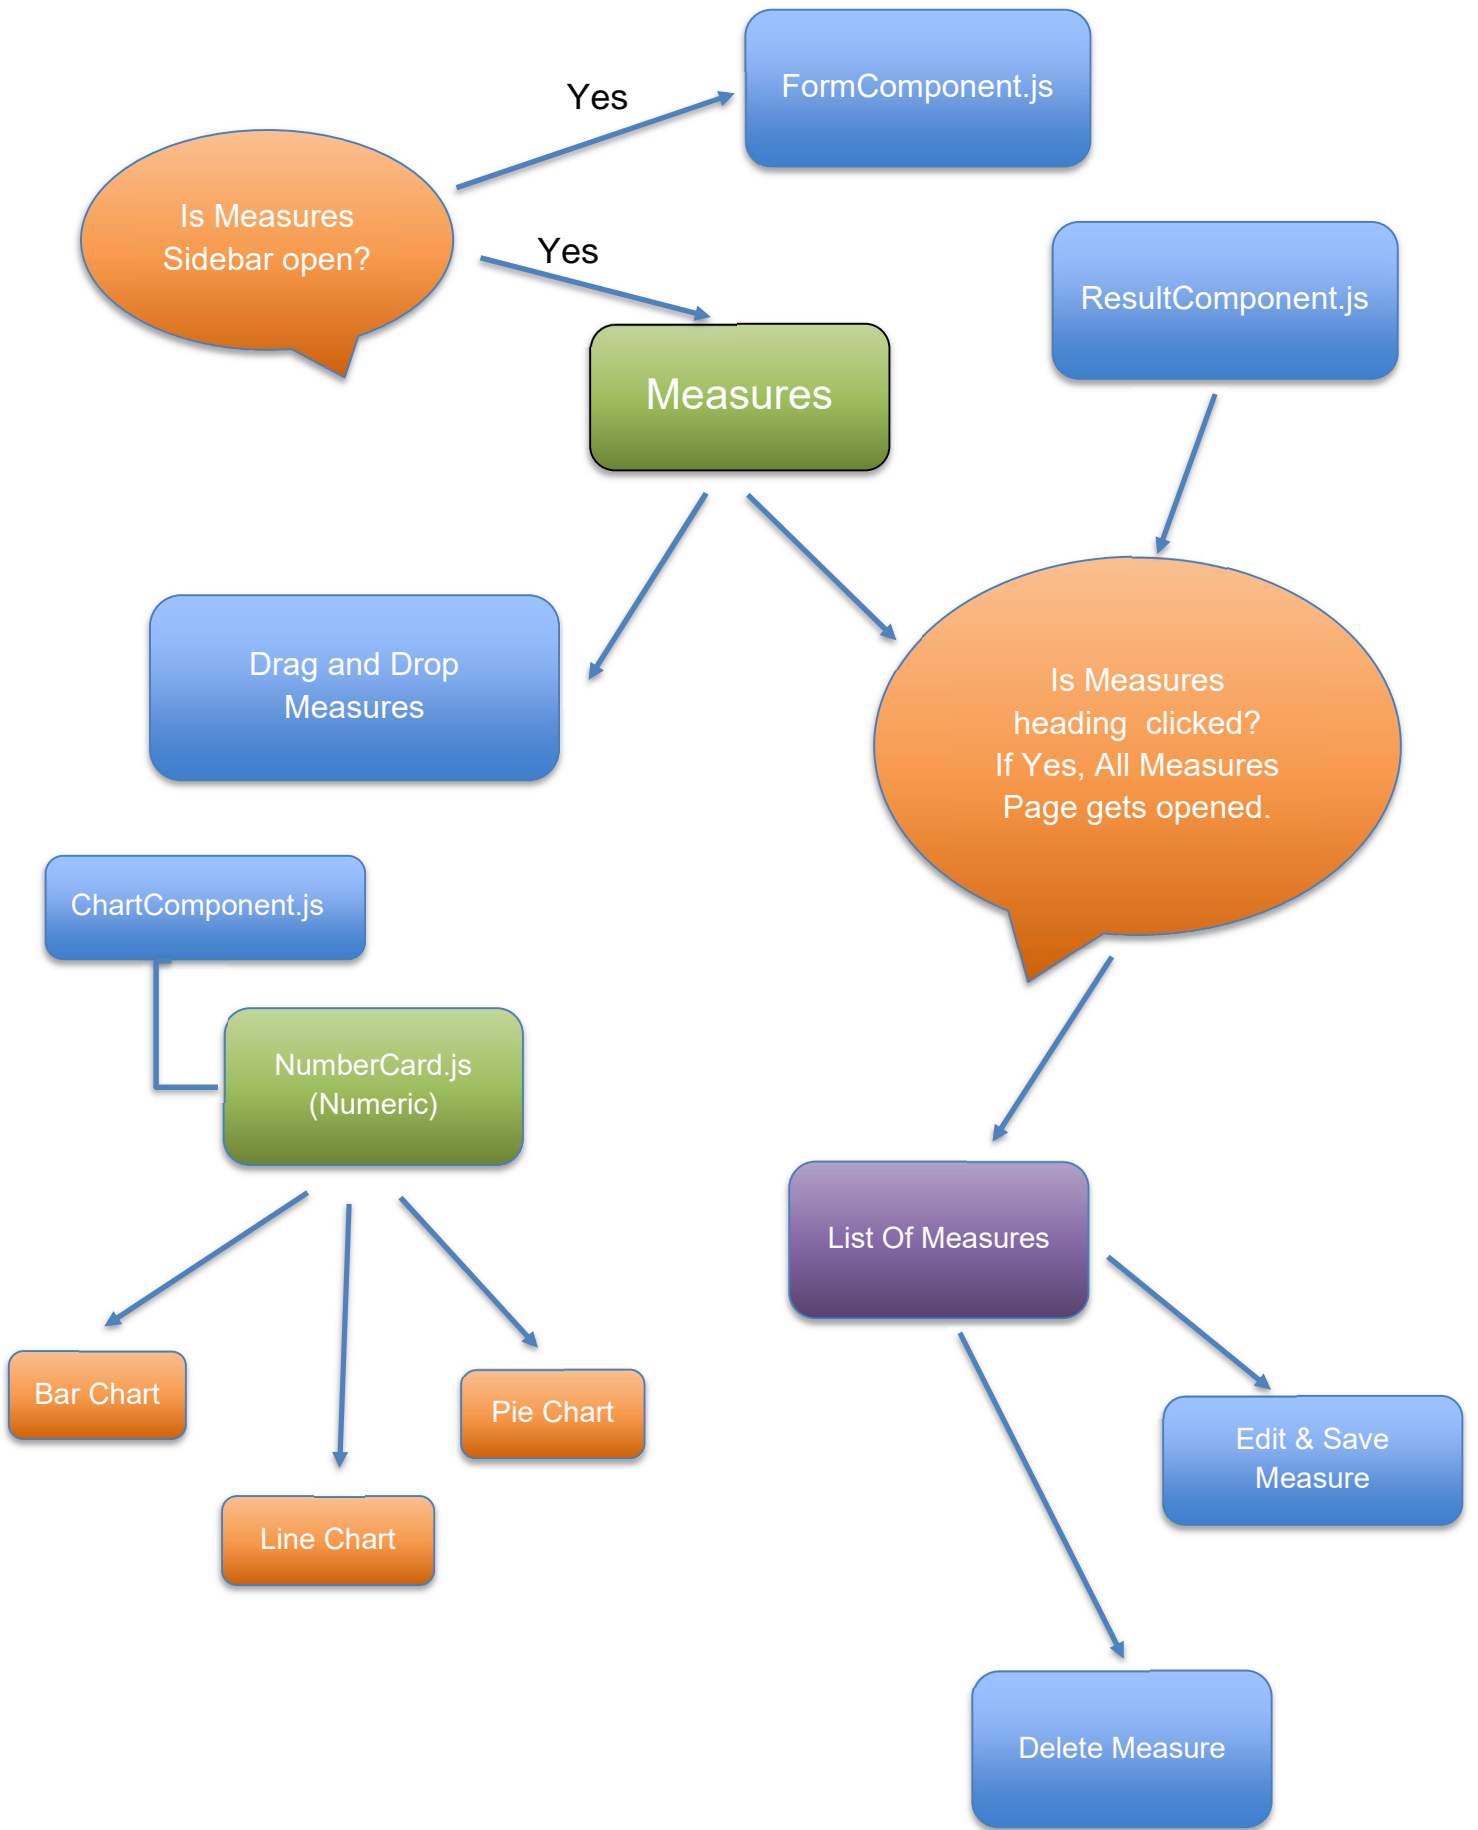 FormComponent.js
Yes
Is Measures
Sidebar open?
Yes
ResultComponent.js
Measures
Drag and Drop
Measures
Is Measures
heading  clicked?
If Yes, All Measures
Page gets opened.
ChartComponent.js
NumberCard.js
(Numeric)
List Of Measures
Bar Chart
Pie Chart
Line Chart
Edit & Save
Measure
Delete Measure